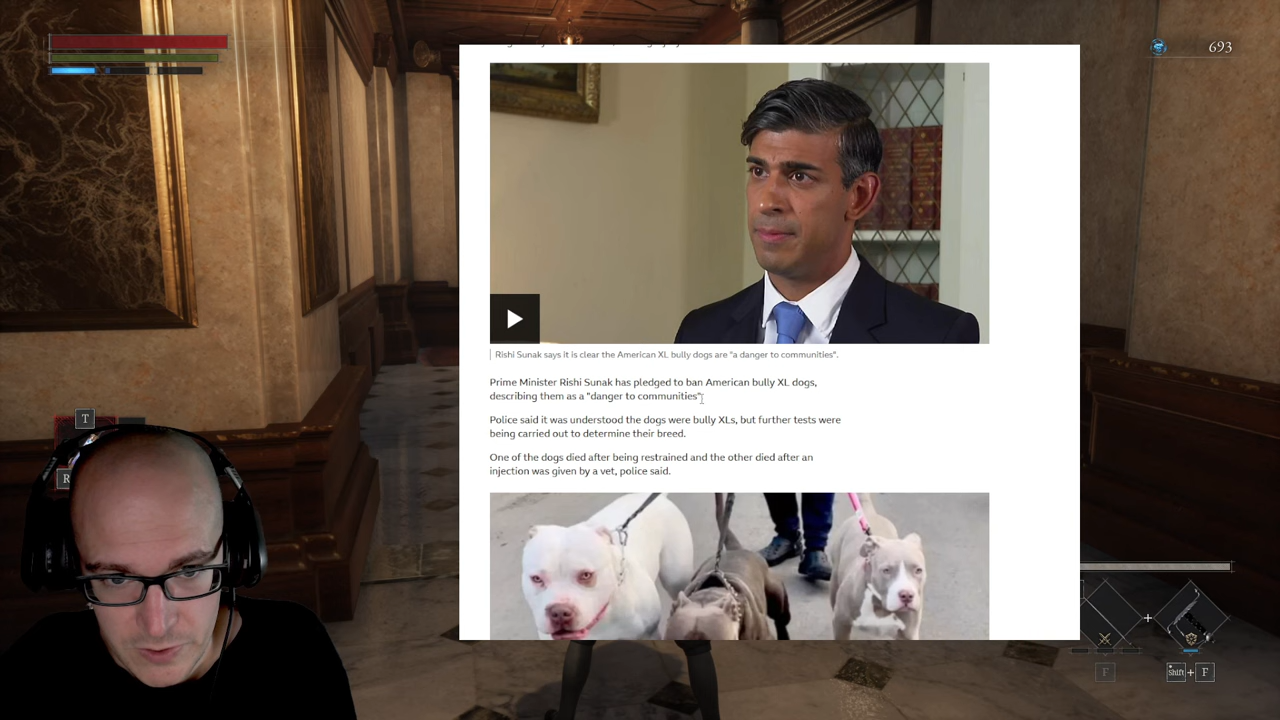 693
Rishi Sunak says it is clear the American XL bully dogs are "a danger to communities".
Prime Minister Rishi Sunak has pledged to ban American bully XL dogs,
describing them as a "danger to communities".
Police said it was understood the dogs were bully XLs, but further tests were
being carried out to determine their breed.
One of the dogs died after being restrained and the other died after an
injection was given by a vet, police said.
T
R
F
Shift + F